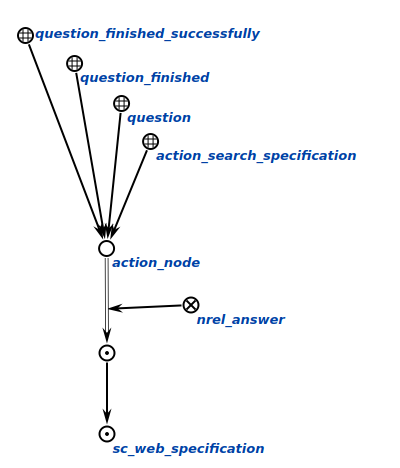 question_finished_successfully
question_finished
question
action_search_specification
action_node
nrel_answer
sc_web_specification